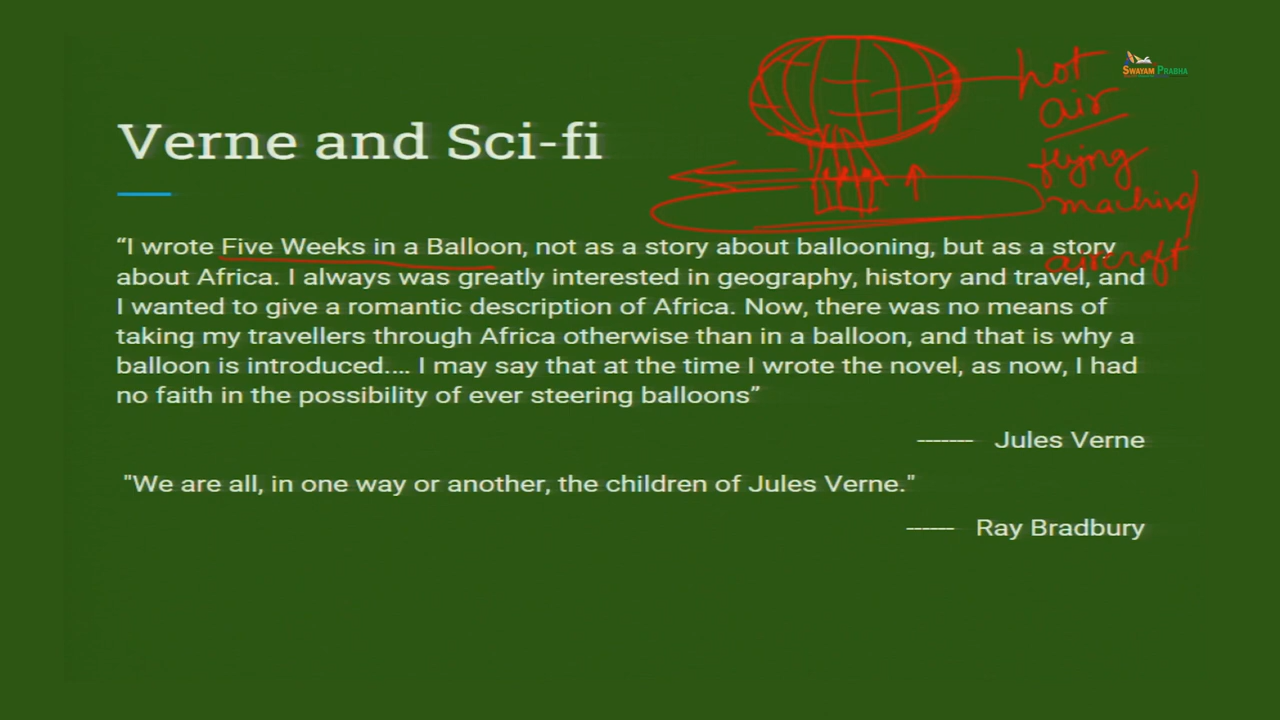 SWAYAM PRABHA
hot
air
flying
machine/
aircraft
Verne and Sci-fi
“I wrote Five Weeks in a Balloon, not as a story about ballooning, but as a story
about Africa. I always was greatly interested in geography, history and travel, and
I wanted to give a romantic description of Africa. Now, there was no means of
taking my travellers through Africa otherwise than in a balloon, and that is why a
balloon is introduced.... I may say that at the time I wrote the novel, as now, I had
no faith in the possibility of ever steering balloons”
------- Jules Verne
"We are all, in one way or another, the children of Jules Verne."
------ Ray Bradbury